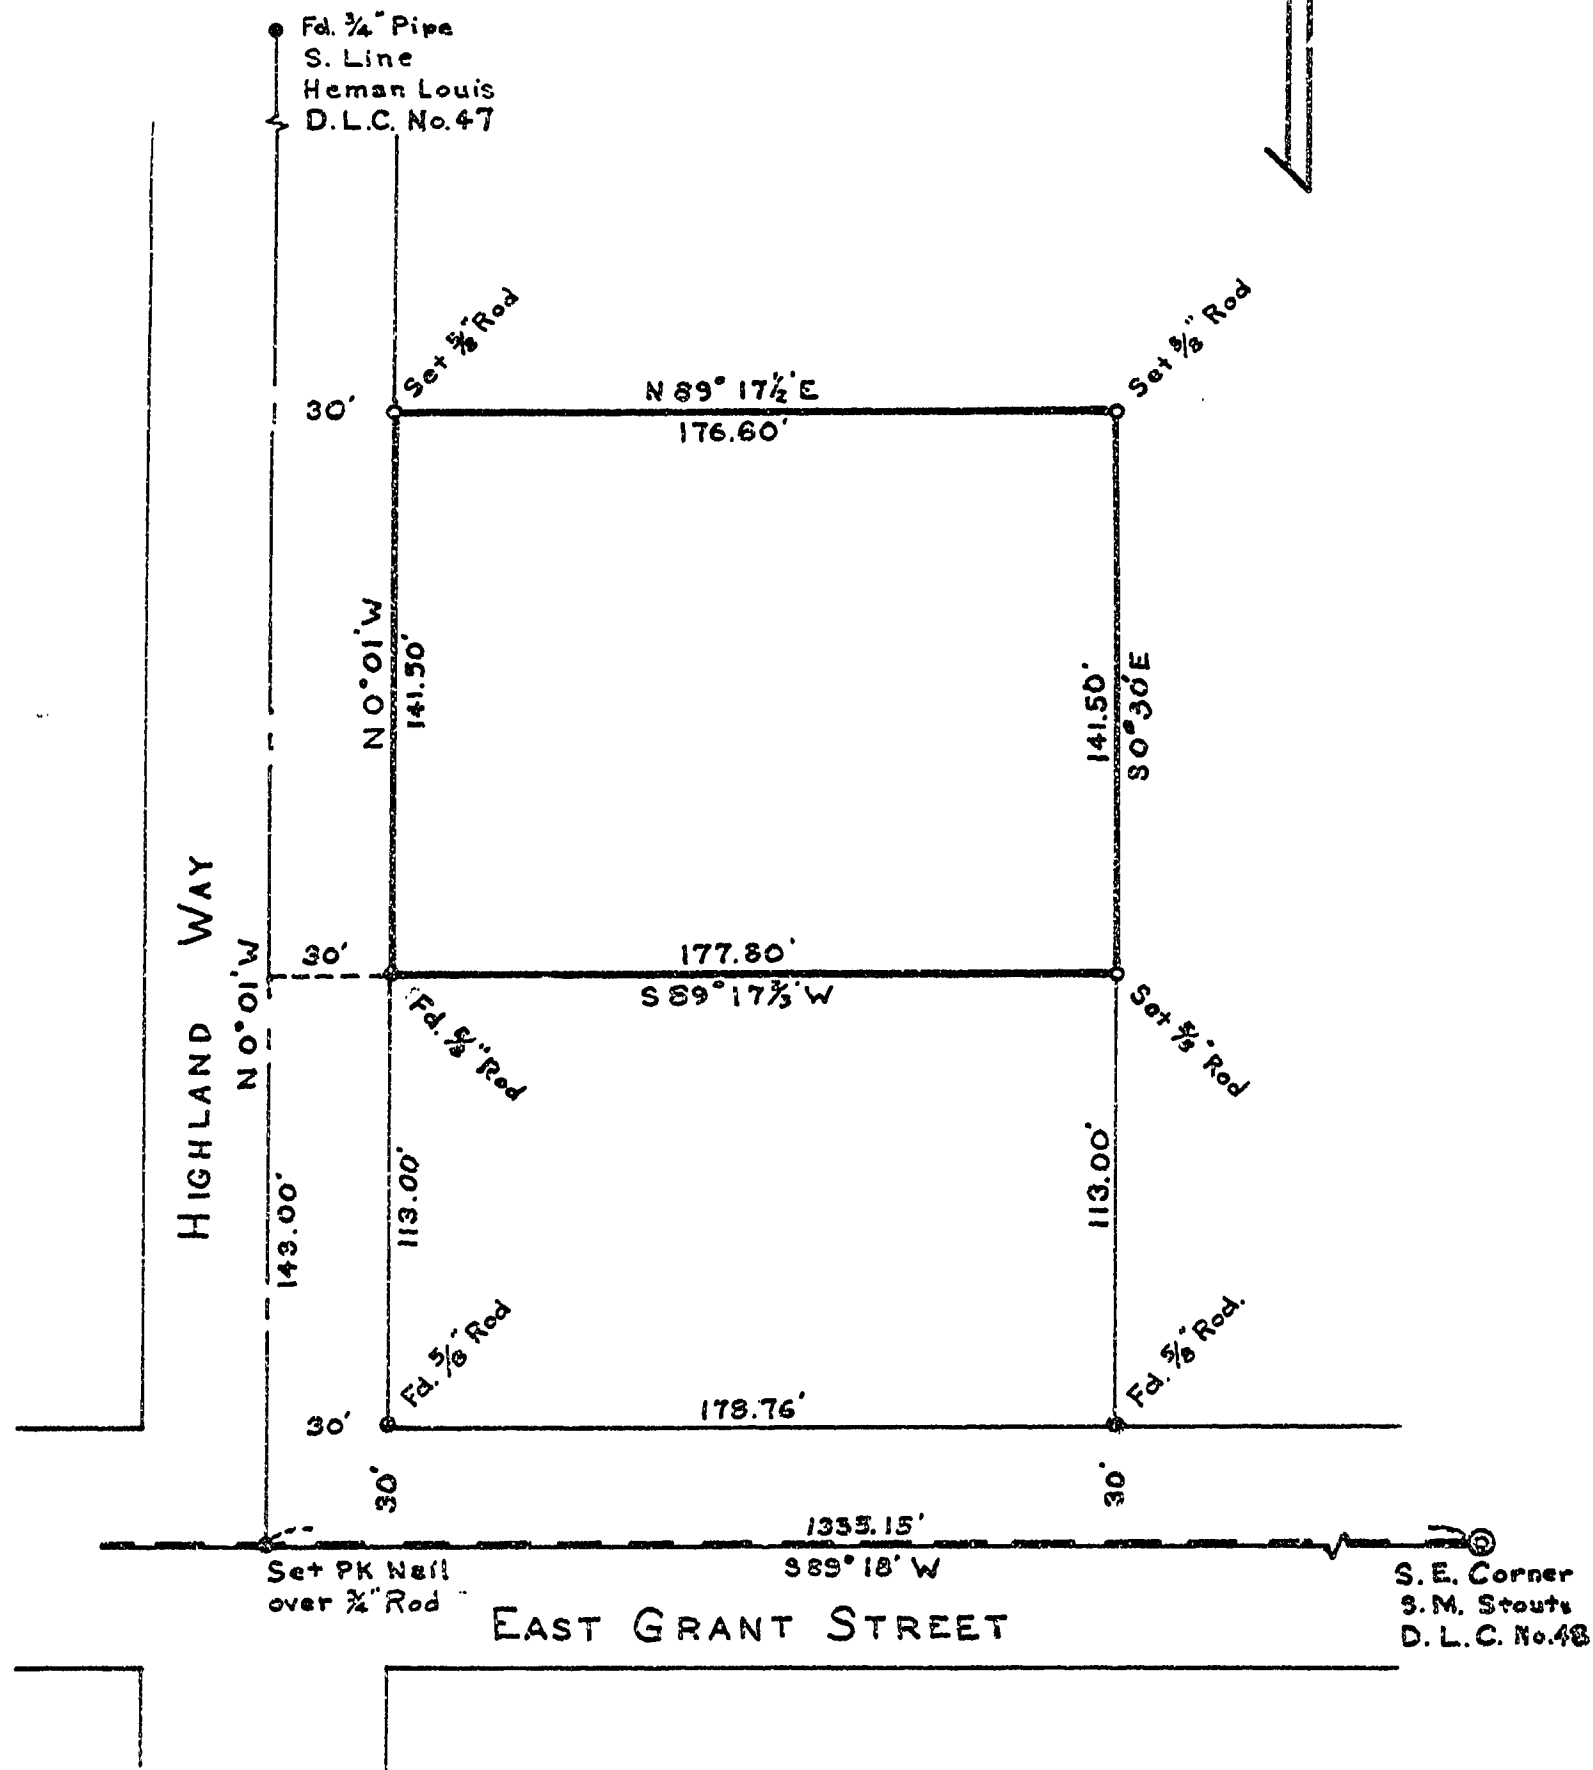 Fd. 3/4" Pipe
S. Line
Heman Louis
D.L.C. No.47
Set 5/8" Rod
Set 5/8" Rod
30'
N 89° 17½' E
176.60'
N 0° 01' W
141.50'
141.50'
S 0° 30' E
HIGHLAND WAY
N 0° 01' W
30'
177.80'
S 89° 17⅔' W
Fd. 5/8" Rod
Set 5/8" Rod
143.00'
113.00'
113.00'
Fd. 5/8" Rod
Fd. 5/8" Rod.
30'
178.76'
30'
30'
1335.15'
S 89° 18' W
Set PK Nail
over 3/4" Rod
EAST GRANT STREET
S. E. Corner
S. M. Stouts
D. L. C. No.48